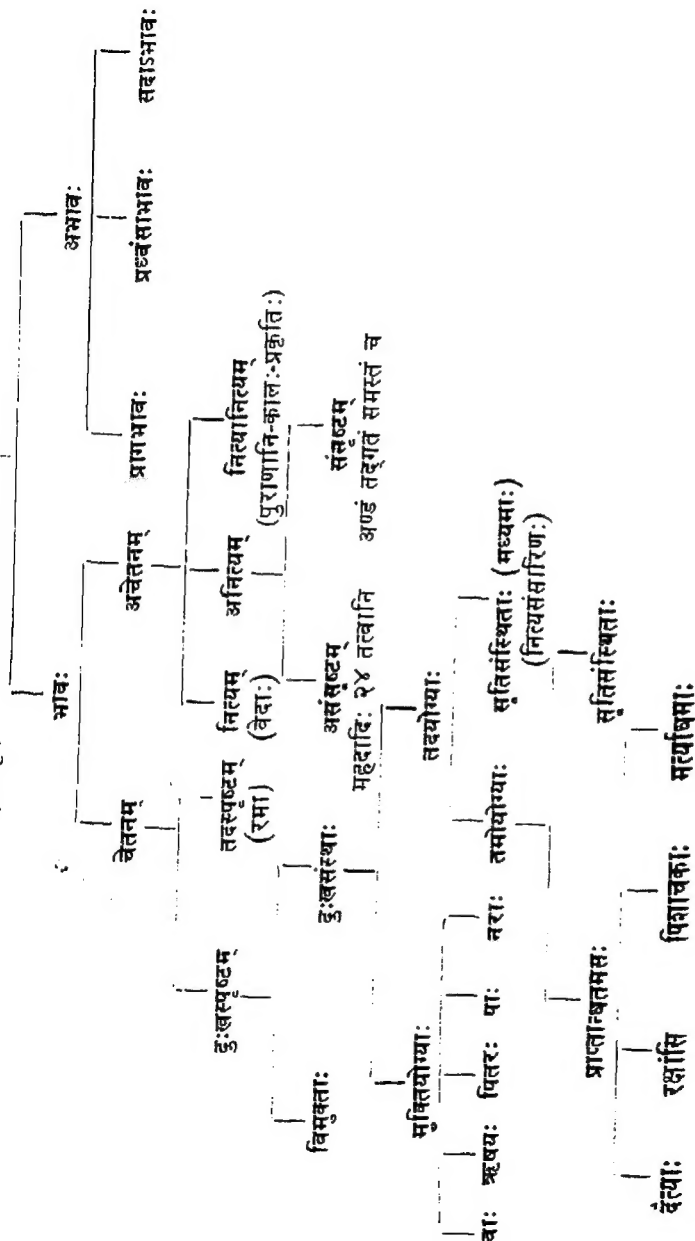 भावः अभावः
चेतनम् अचेतनम् प्रागभावः प्रध्वंसाभावः सदाऽभावः
दुःखस्पृष्टम् तदस्पृष्टम् नित्यम् अनित्यम् नित्यानित्यम्
(रमा) (वेदाः) (पुराणानि-कालः-प्रकृतिः)
विमुक्ताः दुःखसंस्थाः असंसृष्टम् संसृष्टम्
महदादिः २४ तत्वानि अण्डं तद्गतं समस्तं च
मुक्तियोग्याः तदयोग्याः
वाः ऋषयः पितरः पाः नराः तमोयोग्याः सृतिसंस्थिताः (मध्यमाः)
(नित्यसंसारिणः)
प्राप्तान्धतमसः सृतिसंस्थिताः
दैत्याः रक्षांसि पिशाचकाः मर्त्याधमाः